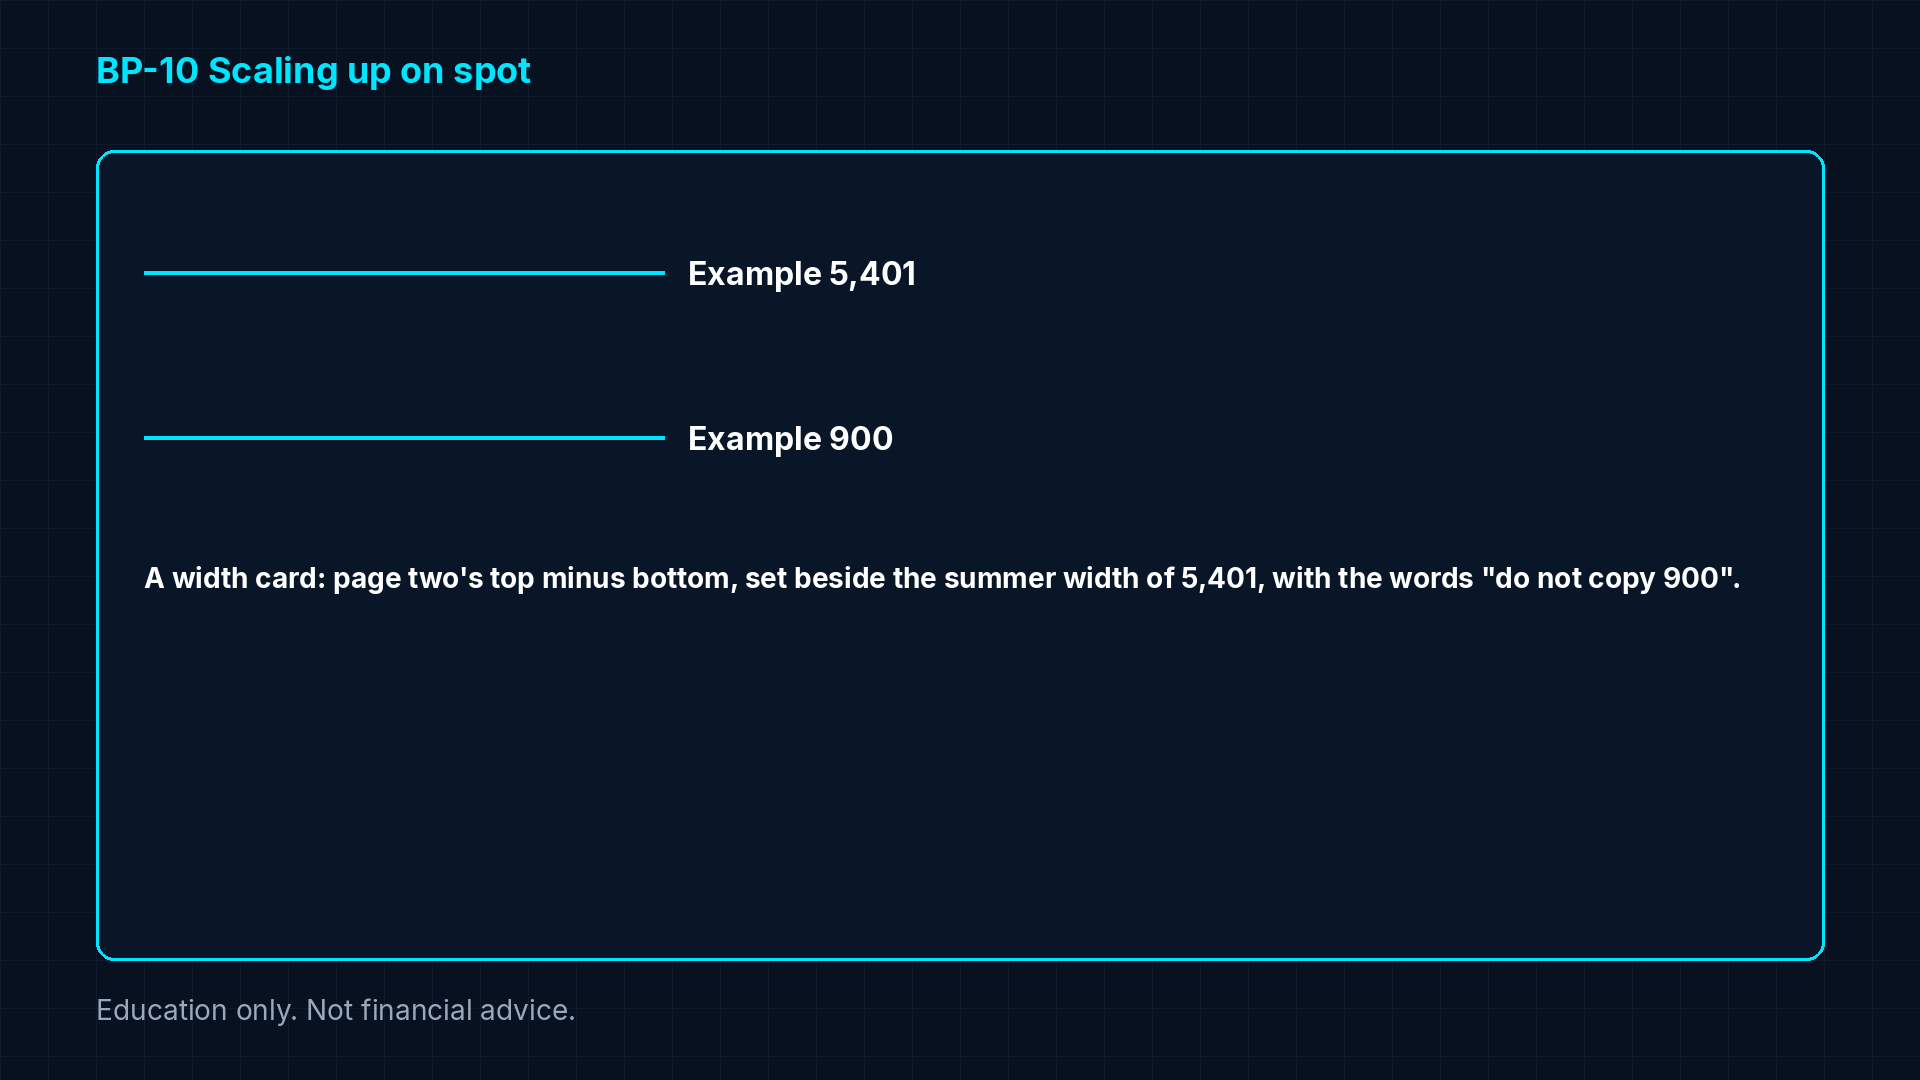 BP-10 Scaling up on spot
Example 5,401
Example 900
A width card: page two's top minus bottom, set beside the summer width of 5,401, with the words "do not copy 900".
Education only. Not financial advice.